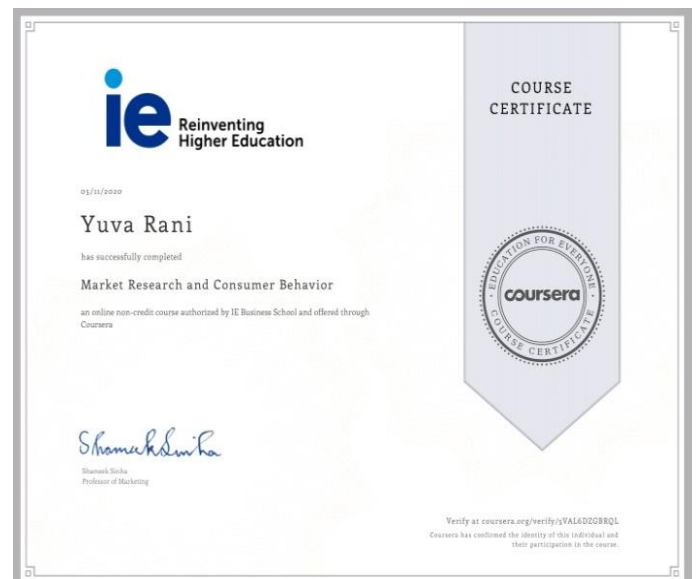 ie Reinventing
Higher Education
05/11/2020
Yuva Rani
has successfully completed
Market Research and Consumer Behavior
an online non-credit course authorized by IE Business School and offered through
Coursera
Shameek Sinha
Shameek Sinha
Professor of Marketing
COURSE
CERTIFICATE
EDUCATION FOR EVERYONE
coursera
COURSE CERTIFICATE
Verify at coursera.org/verify/5VAL6DZGBRQL
Coursera has confirmed the identity of this individual and
their participation in the course.